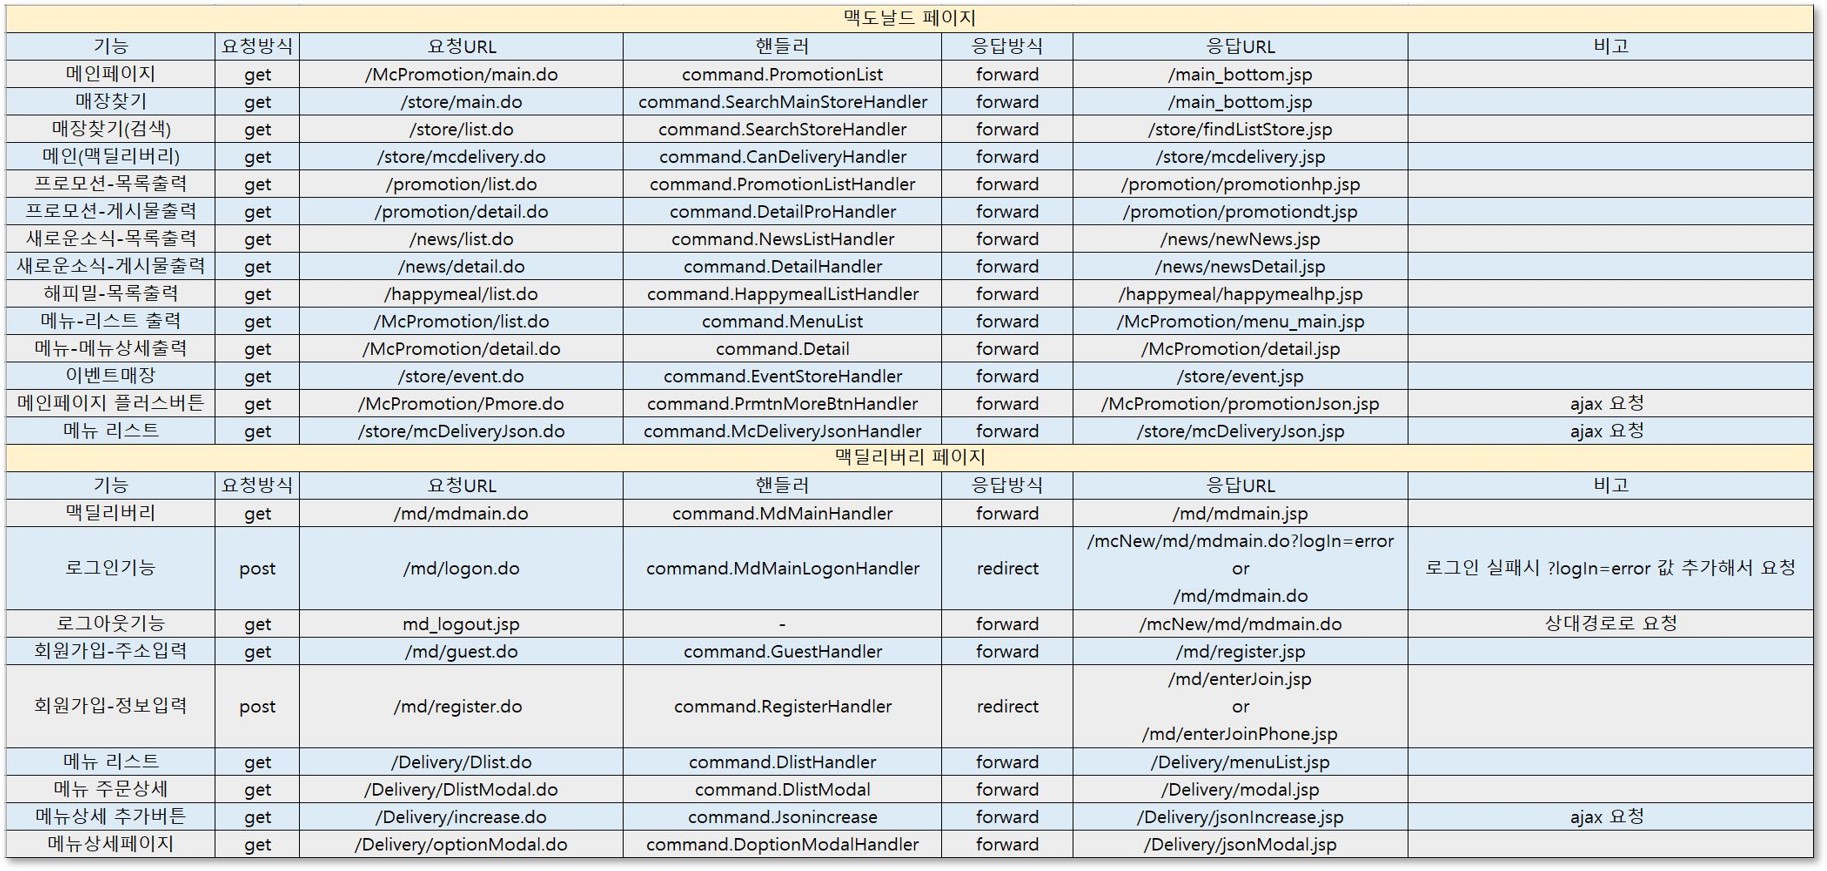 맥도날드 페이지
기능 요청방식 요청URL 핸들러 응답방식 응답URL 비고
메인페이지 get /McPromotion/main.do command.PromotionList forward /main_bottom.jsp
매장찾기 get /store/main.do command.SearchMainStoreHandler forward /main_bottom.jsp
매장찾기(검색) get /store/list.do command.SearchStoreHandler forward /store/findListStore.jsp
메인(맥딜리버리) get /store/mcdelivery.do command.CanDeliveryHandler forward /store/mcdelivery.jsp
프로모션-목록출력 get /promotion/list.do command.PromotionListHandler forward /promotion/promotionhp.jsp
프로모션-게시물출력 get /promotion/detail.do command.DetailProHandler forward /promotion/promotiondt.jsp
새로운소식-목록출력 get /news/list.do command.NewsListHandler forward /news/newNews.jsp
새로운소식-게시물출력 get /news/detail.do command.DetailHandler forward /news/newsDetail.jsp
해피밀-목록출력 get /happymeal/list.do command.HappymealListHandler forward /happymeal/happymealhp.jsp
메뉴-리스트 출력 get /McPromotion/list.do command.MenuList forward /McPromotion/menu_main.jsp
메뉴-메뉴상세출력 get /McPromotion/detail.do command.Detail forward /McPromotion/detail.jsp
이벤트매장 get /store/event.do command.EventStoreHandler forward /store/event.jsp
메인페이지 플러스버튼 get /McPromotion/Pmore.do command.PrmtnMoreBtnHandler forward /McPromotion/promotionJson.jsp ajax 요청
메뉴 리스트 get /store/mcDeliveryJson.do command.McDeliveryJsonHandler forward /store/mcDeliveryJson.jsp ajax 요청
맥딜리버리 페이지
기능 요청방식 요청URL 핸들러 응답방식 응답URL 비고
맥딜리버리 get /md/mdmain.do command.MdMainHandler forward /md/mdmain.jsp
/mcNew/md/mdmain.do?logIn=error
로그인기능 post /md/logon.do command.MdMainLogonHandler redirect or 로그인 실패시 ?logIn=error 값 추가해서 요청
/md/mdmain.do
로그아웃기능 get md_logout.jsp - forward /mcNew/md/mdmain.do 상대경로로 요청
회원가입-주소입력 get /md/guest.do command.GuestHandler forward /md/register.jsp
/md/enterJoin.jsp
회원가입-정보입력 post /md/register.do command.RegisterHandler redirect or
/md/enterJoinPhone.jsp
메뉴 리스트 get /Delivery/Dlist.do command.DlistHandler forward /Delivery/menuList.jsp
메뉴 주문상세 get /Delivery/DlistModal.do command.DlistModal forward /Delivery/modal.jsp
메뉴상세 추가버튼 get /Delivery/increase.do command.Jsonincrease forward /Delivery/jsonIncrease.jsp ajax 요청
메뉴상세페이지 get /Delivery/optionModal.do command.DoptionModalHandler forward /Delivery/jsonModal.jsp